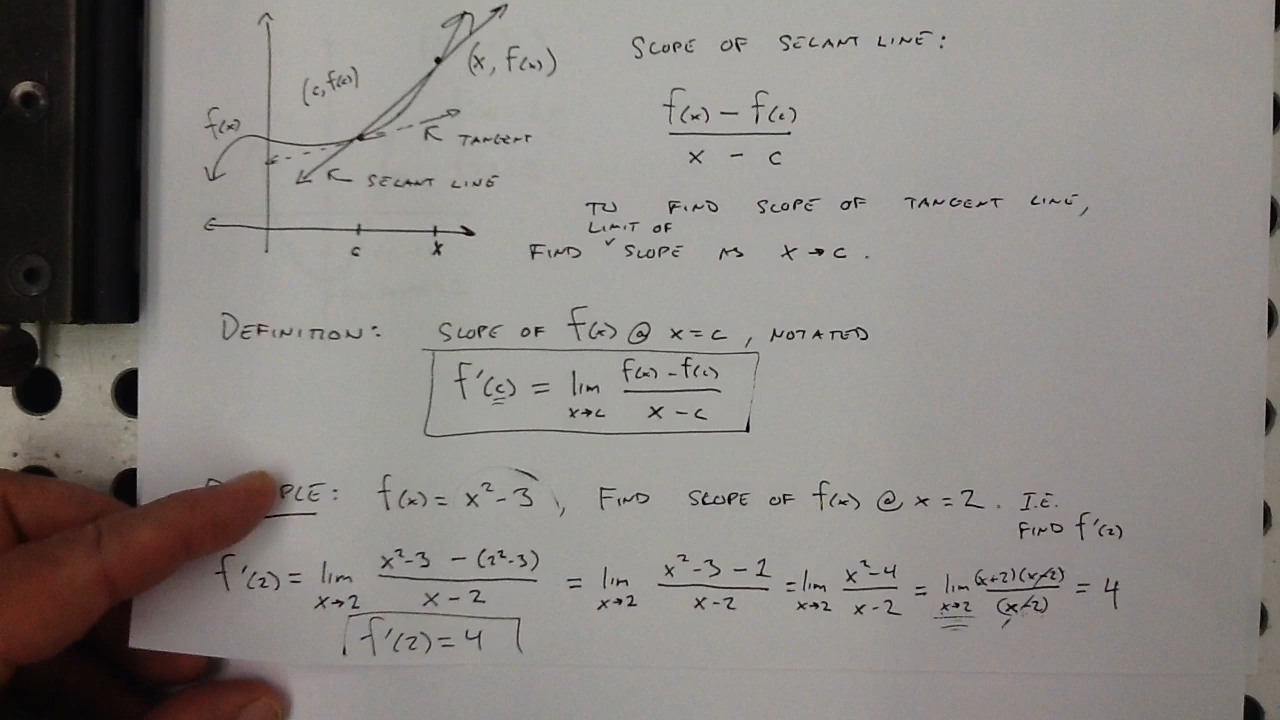 (c, f(c))
(x, f(x))
f(x)
TANGENT
SECANT LINE
c x
SLOPE OF SECANT LINE:
f(x) - f(c)
x - c
TO FIND SLOPE OF TANGENT LINE,
LIMIT OF
FIND ˅ SLOPE AS x → c.
DEFINITION: SLOPE OF f(x) @ x = c, NOTATED
f'(c) = lim x→c f(x) - f(c) / x - c
PLE: f(x) = x² - 3, FIND SLOPE OF f(x) @ x = 2. I.E.
FIND f'(2)
f'(2) = lim x→2 x²-3 - (2²-3) / x - 2 = lim x→2 x²-3-1 / x-2 = lim x→2 x²-4 / x-2 = lim x→2 (x+2)(x-2) / (x-2) = 4
f'(2) = 4